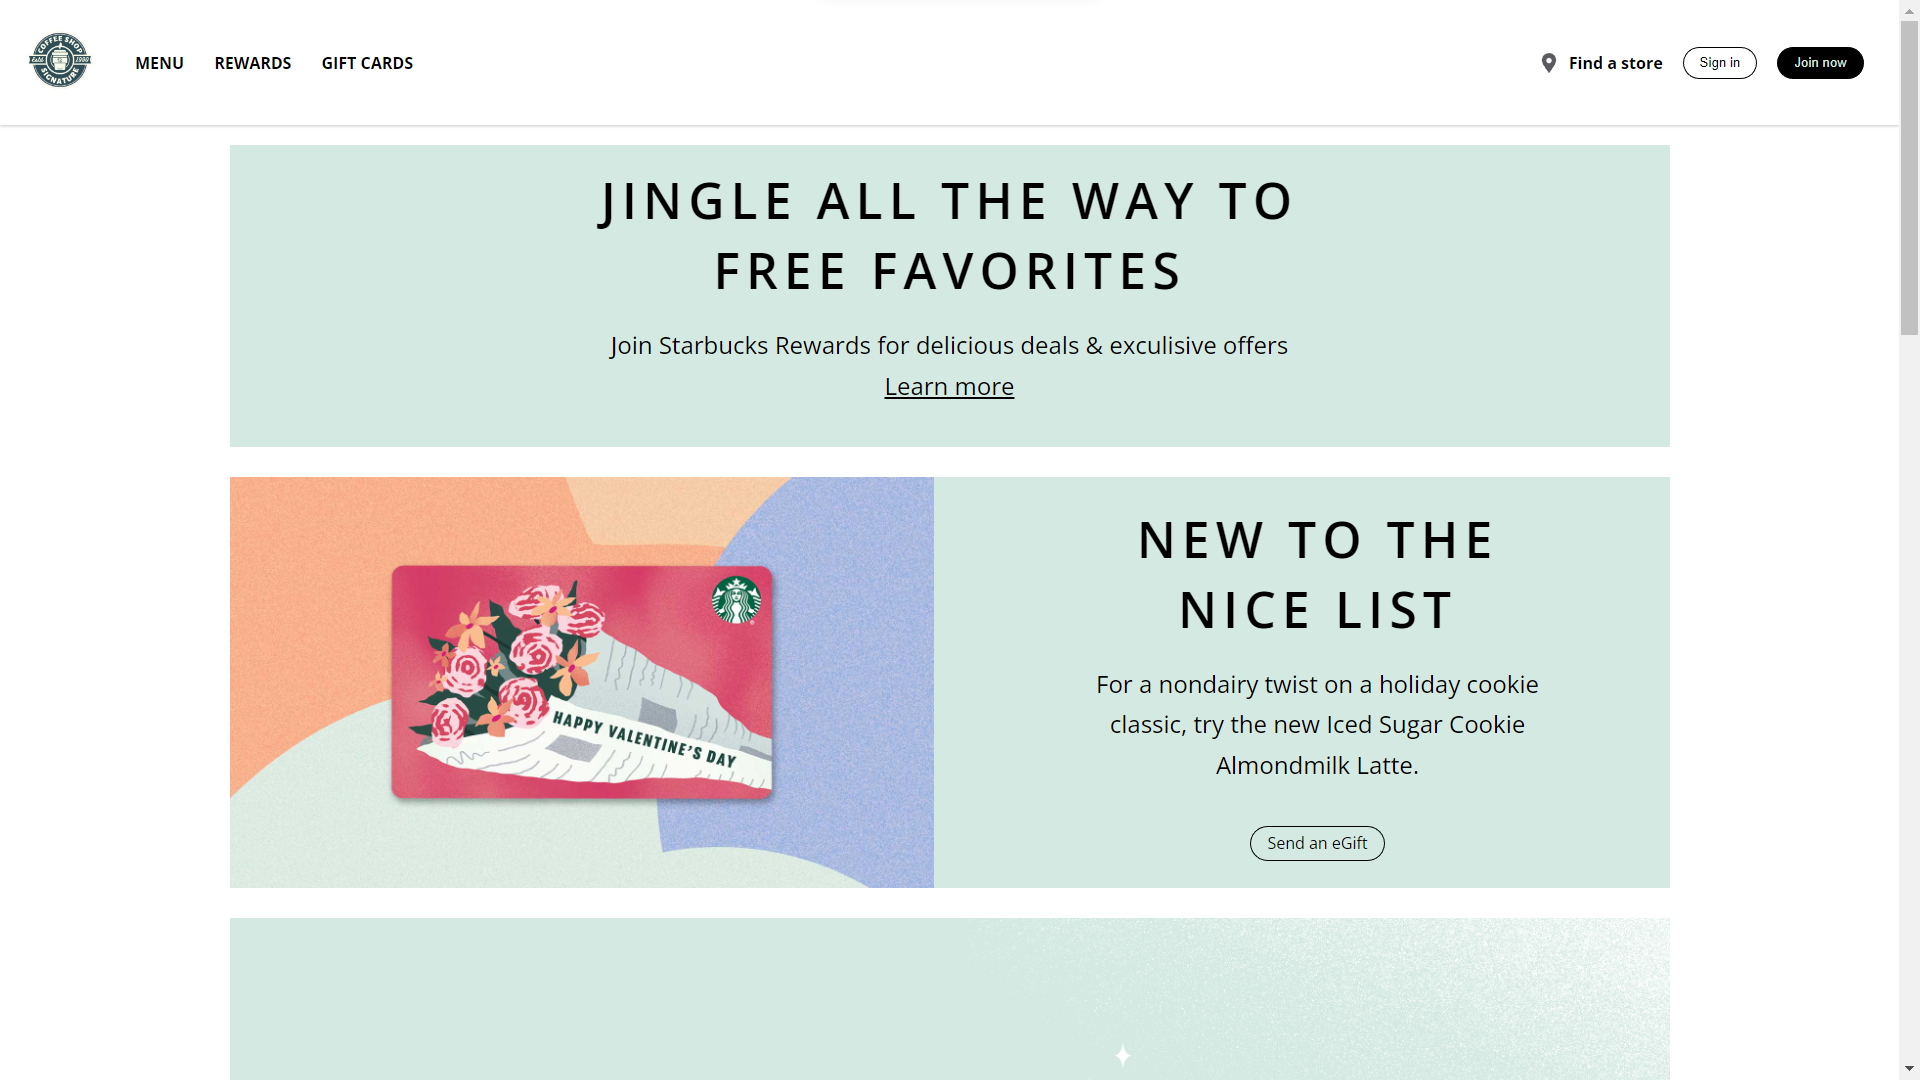 COFFEE SHOP
Estd 1990
SIGNATURE
MENU
REWARDS
GIFT CARDS
Find a store
Sign in
Join now
JINGLE ALL THE WAY TO
FREE FAVORITES
Join Starbucks Rewards for delicious deals & exculisive offers
Learn more
HAPPY VALENTINE'S DAY
NEW TO THE
NICE LIST
For a nondairy twist on a holiday cookie
classic, try the new Iced Sugar Cookie
Almondmilk Latte.
Send an eGift